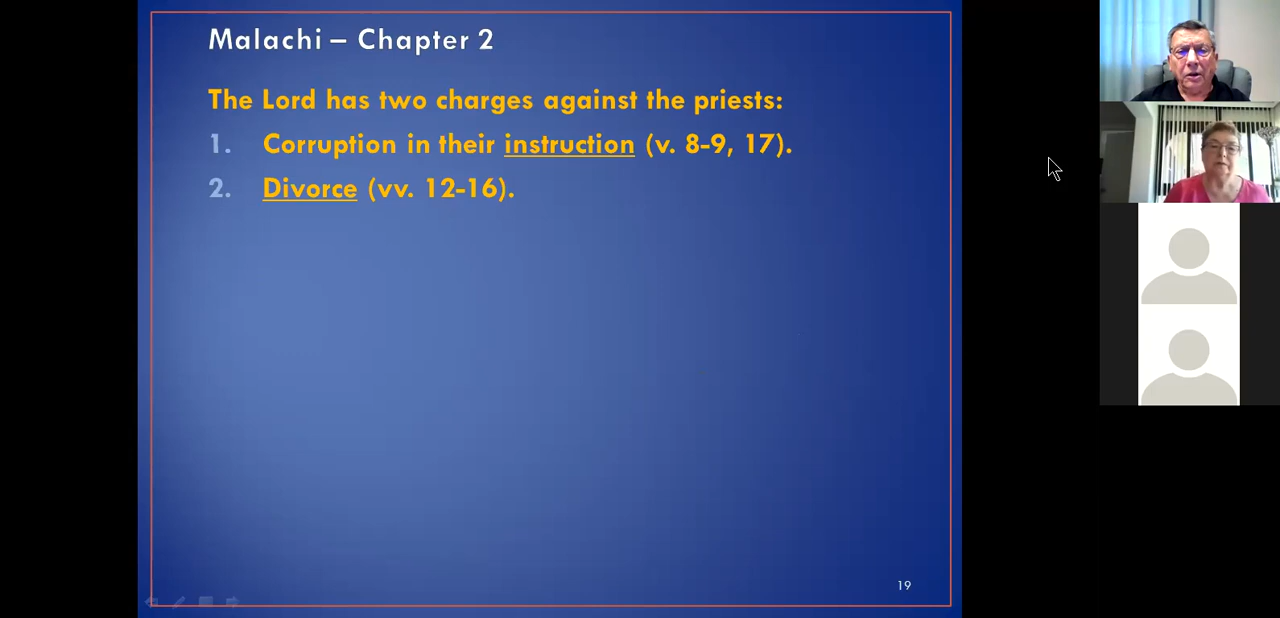 Malachi – Chapter 2
The Lord has two charges against the priests:
1. Corruption in their instruction (v. 8-9, 17).
2. Divorce (vv. 12-16).
19